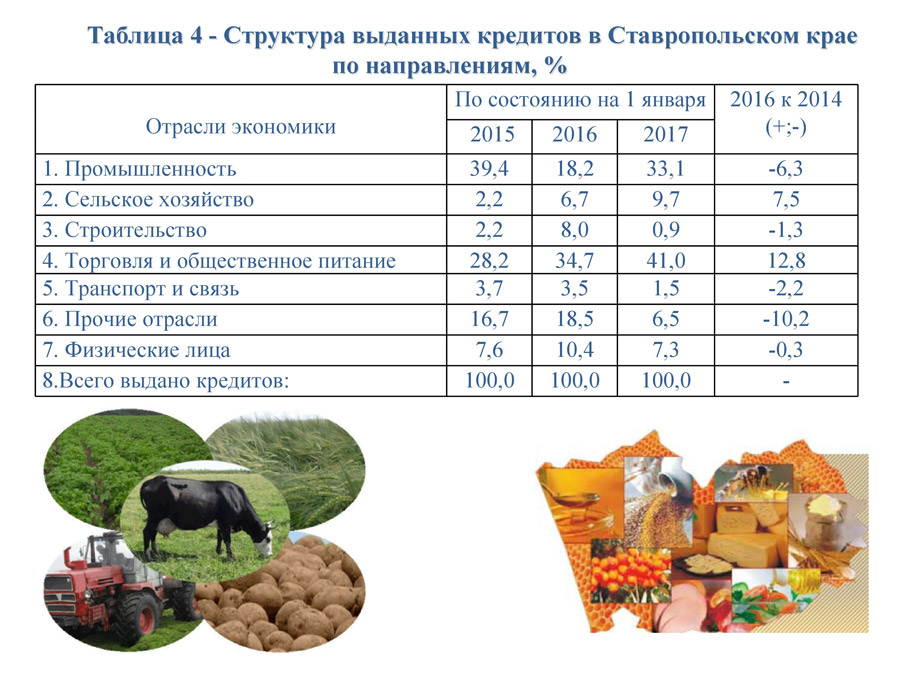 Таблица 4 - Структура выданных кредитов в Ставропольском крае
по направлениям, %
Отрасли экономики
По состоянию на 1 января
2016 к 2014
(+;-)
2015 2016 2017
1. Промышленность 39,4 18,2 33,1 -6,3
2. Сельское хозяйство 2,2 6,7 9,7 7,5
3. Строительство 2,2 8,0 0,9 -1,3
4. Торговля и общественное питание 28,2 34,7 41,0 12,8
5. Транспорт и связь 3,7 3,5 1,5 -2,2
6. Прочие отрасли 16,7 18,5 6,5 -10,2
7. Физические лица 7,6 10,4 7,3 -0,3
8.Всего выдано кредитов: 100,0 100,0 100,0 -